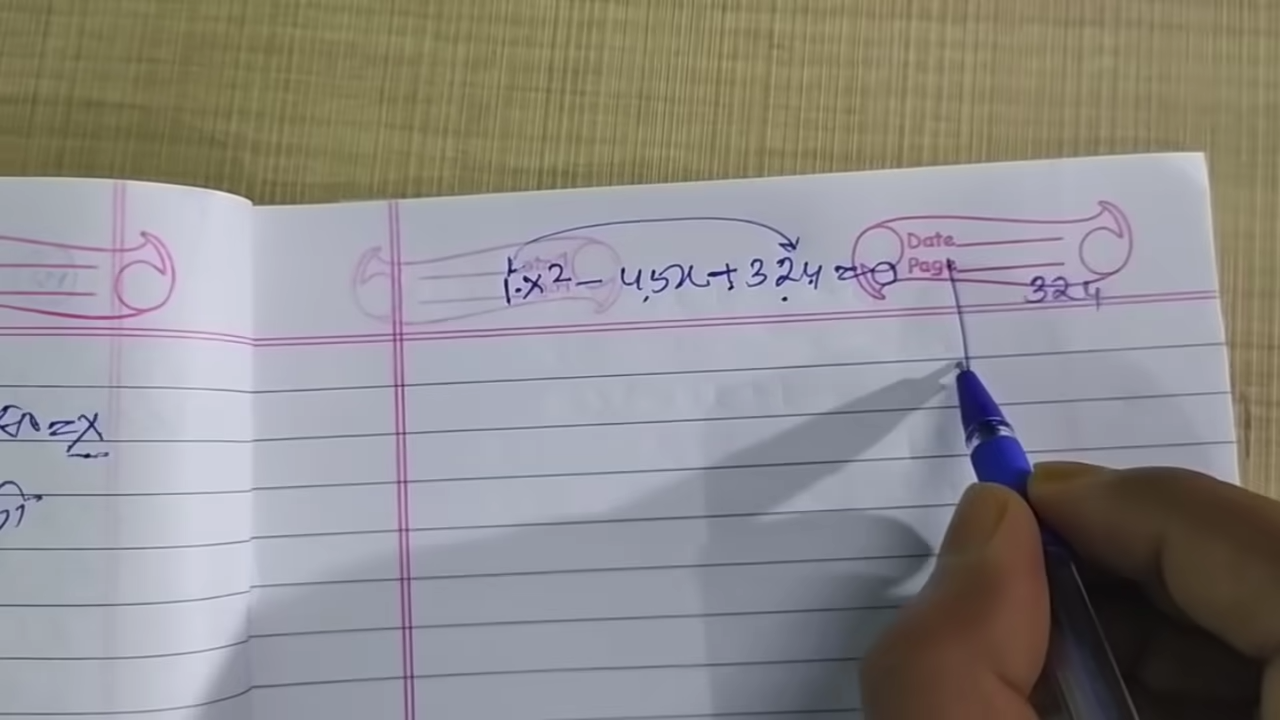 Date
1.x² - 45x + 324 = 0 Page
324
= x